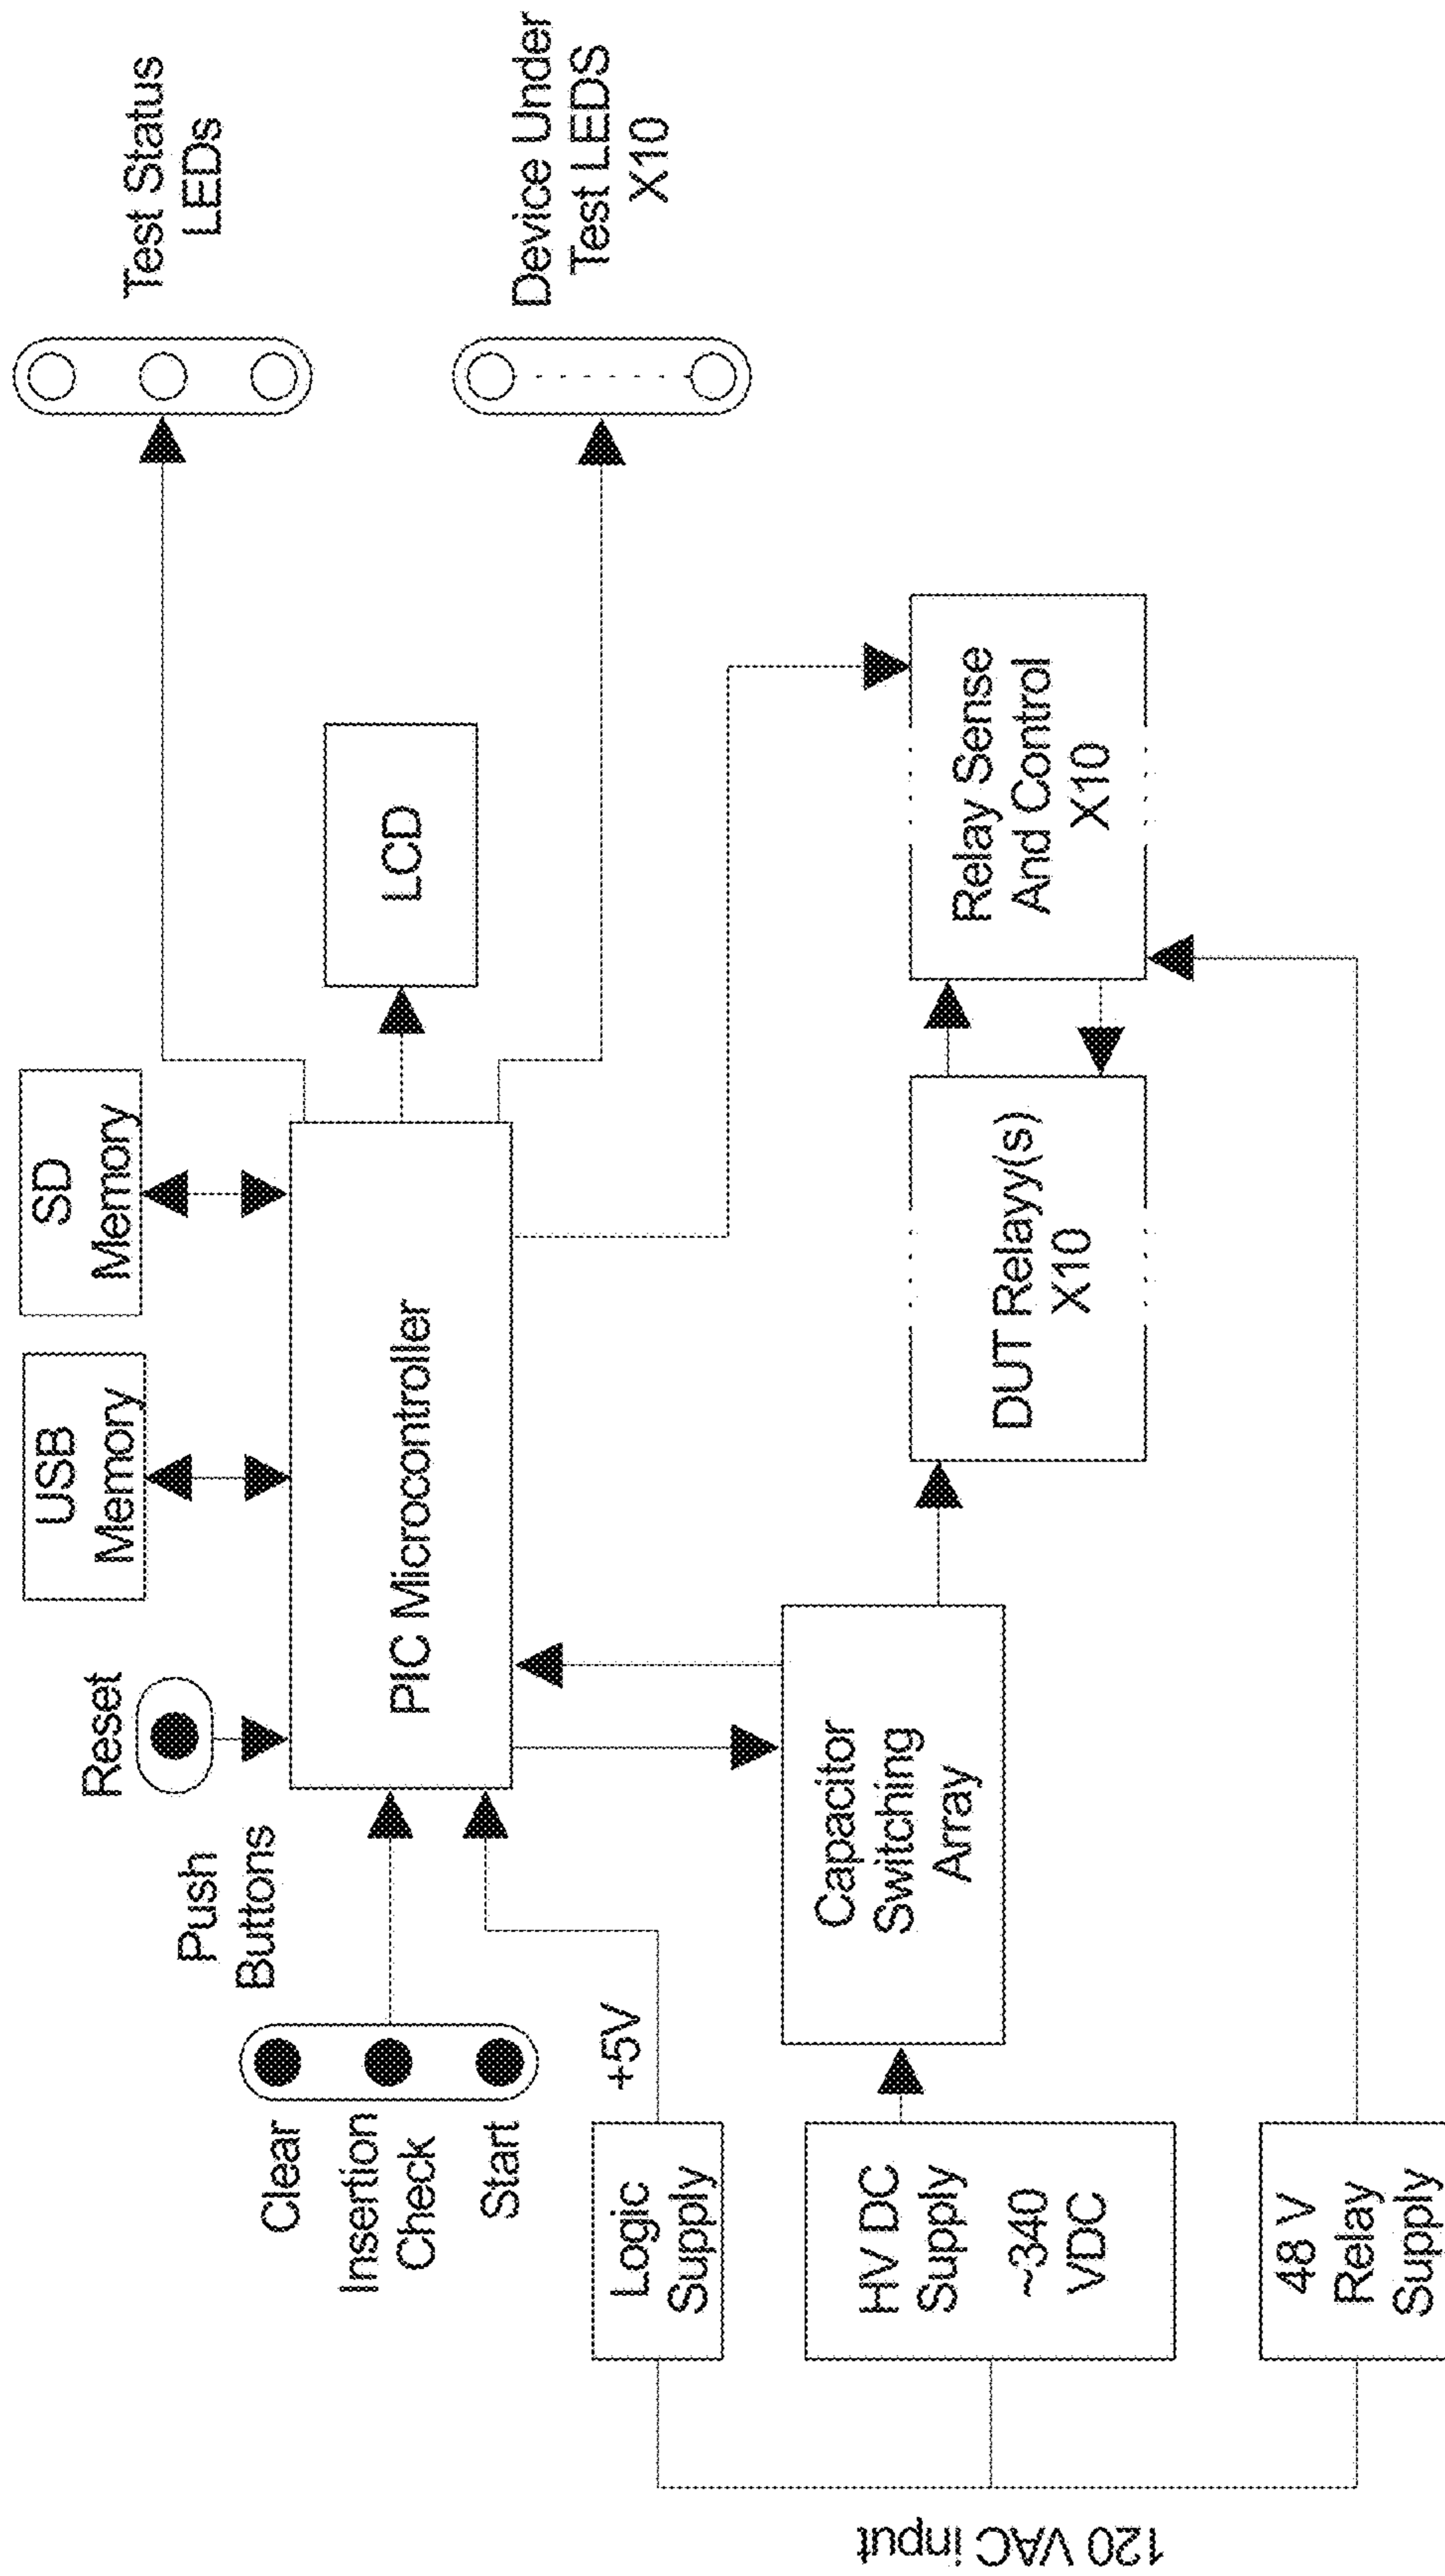 SD
Memory
USB
Memory
Reset
Push
Buttons
Clear
Insertion
Check
Start
PIC Microcontroller
LCD
Test Status
LEDs
Device Under
Test LEDS
X10
+5V
Logic
Supply
Capacitor
Switching
Array
DUT Relayy(s)
X10
Relay Sense
And Control
X10
HV DC
Supply
~340
VDC
48 V
Relay
Supply
120 VAC input